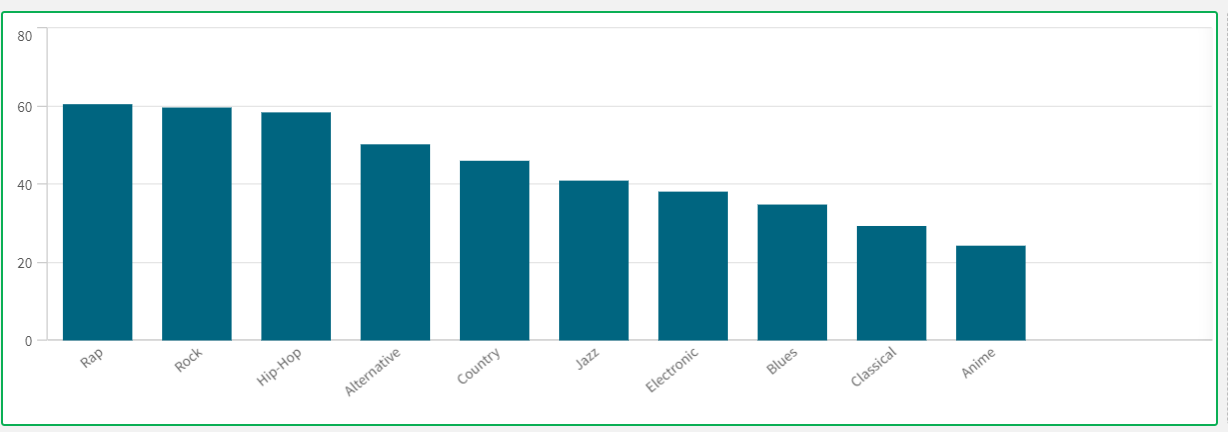 80
60
40
20
0
Rap
Rock
Hip-Hop
Alternative
Country
Jazz
Electronic
Blues
Classical
Anime